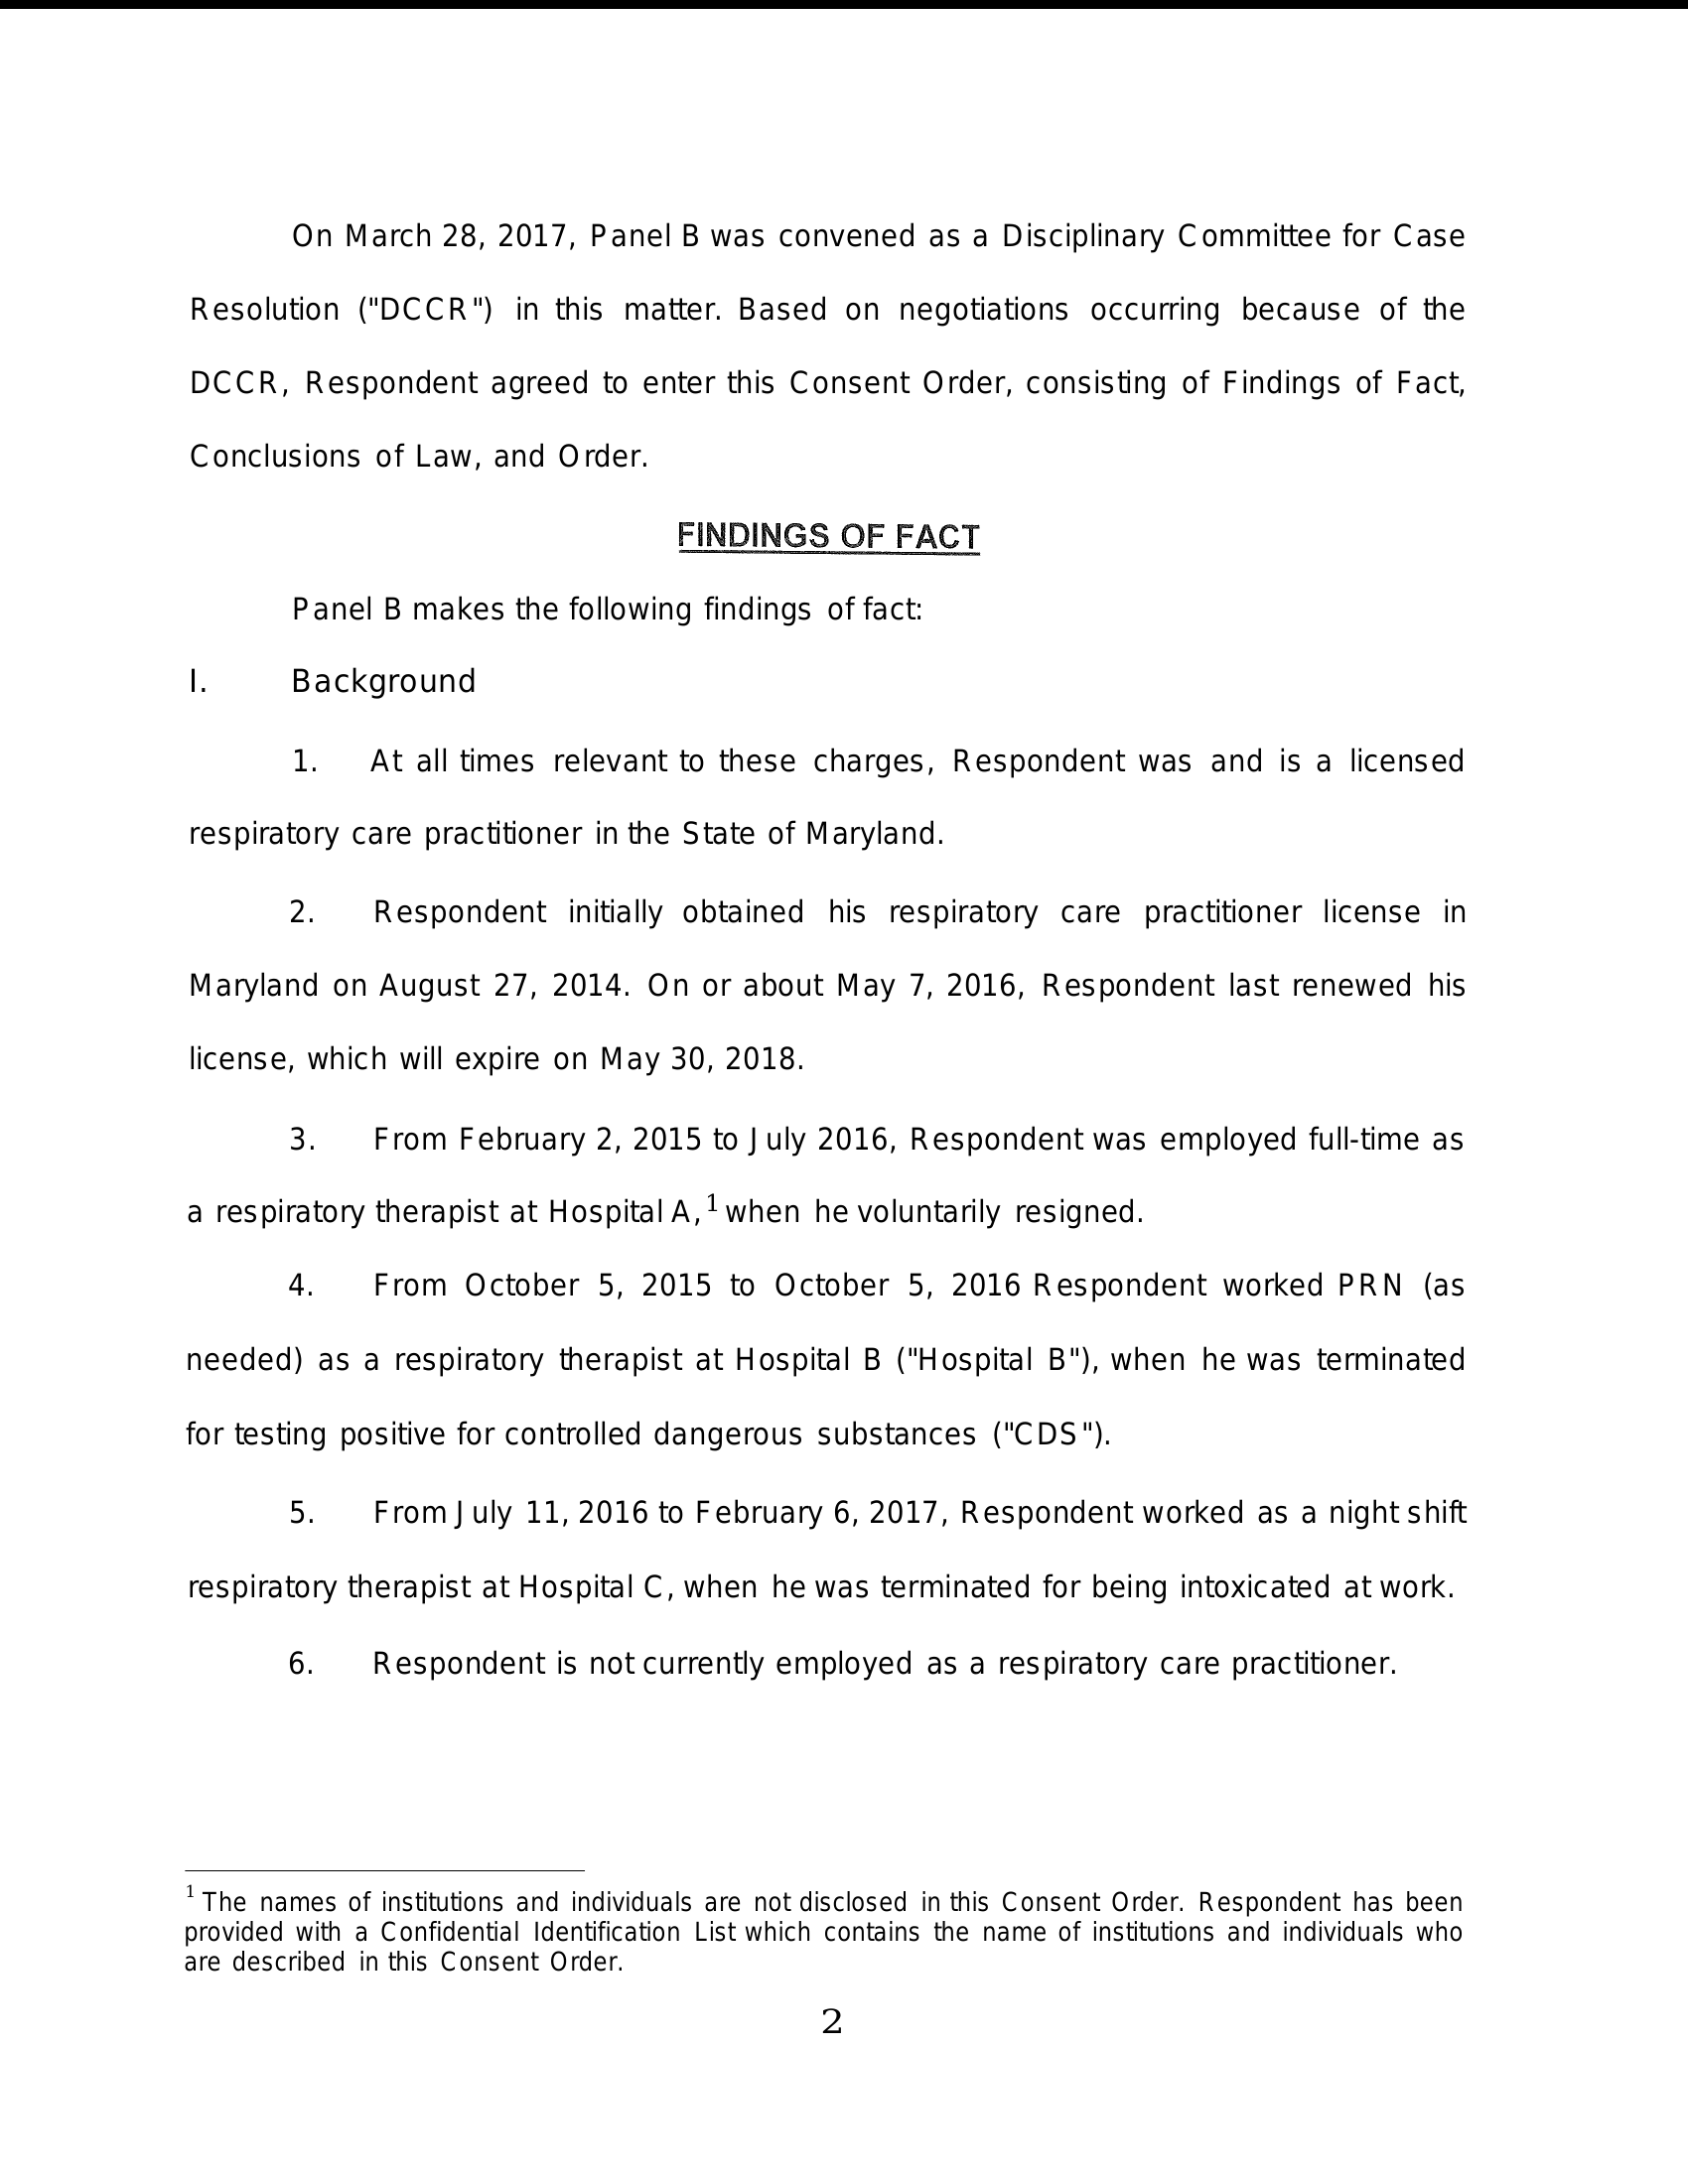 On March 28, 2017, Panel B was convened as a Disciplinary Committee for Case
Resolution ("DCCR") in this matter. Based on negotiations occurring because of the
DCCR, Respondent agreed to enter this Consent Order, consisting of Findings of Fact,
Conclusions of Law, and Order.
FINDINGS OF FACT
Panel B makes the following findings of fact:
I. Background
1. At all times relevant to these charges, Respondent was and is a licensed
respiratory care practitioner in the State of Maryland.
2. Respondent initially obtained his respiratory care practitioner license in
Maryland on August 27, 2014. On or about May 7, 2016, Respondent last renewed his
license, which will expire on May 30, 2018.
3. From February 2, 2015 to July 2016, Respondent was employed full-time as
a respiratory therapist at Hospital A,1 when he voluntarily resigned.
4. From October 5, 2015 to October 5, 2016 Respondent worked PRN (as
needed) as a respiratory therapist at Hospital B ("Hospital B"), when he was terminated
for testing positive for controlled dangerous substances ("CDS").
5. From July 11, 2016 to February 6, 2017, Respondent worked as a night shift
respiratory therapist at Hospital C, when he was terminated for being intoxicated at work.
6. Respondent is not currently employed as a respiratory care practitioner.
1 The names of institutions and individuals are not disclosed in this Consent Order. Respondent has been
provided with a Confidential Identification List which contains the name of institutions and individuals who
are described in this Consent Order.
2